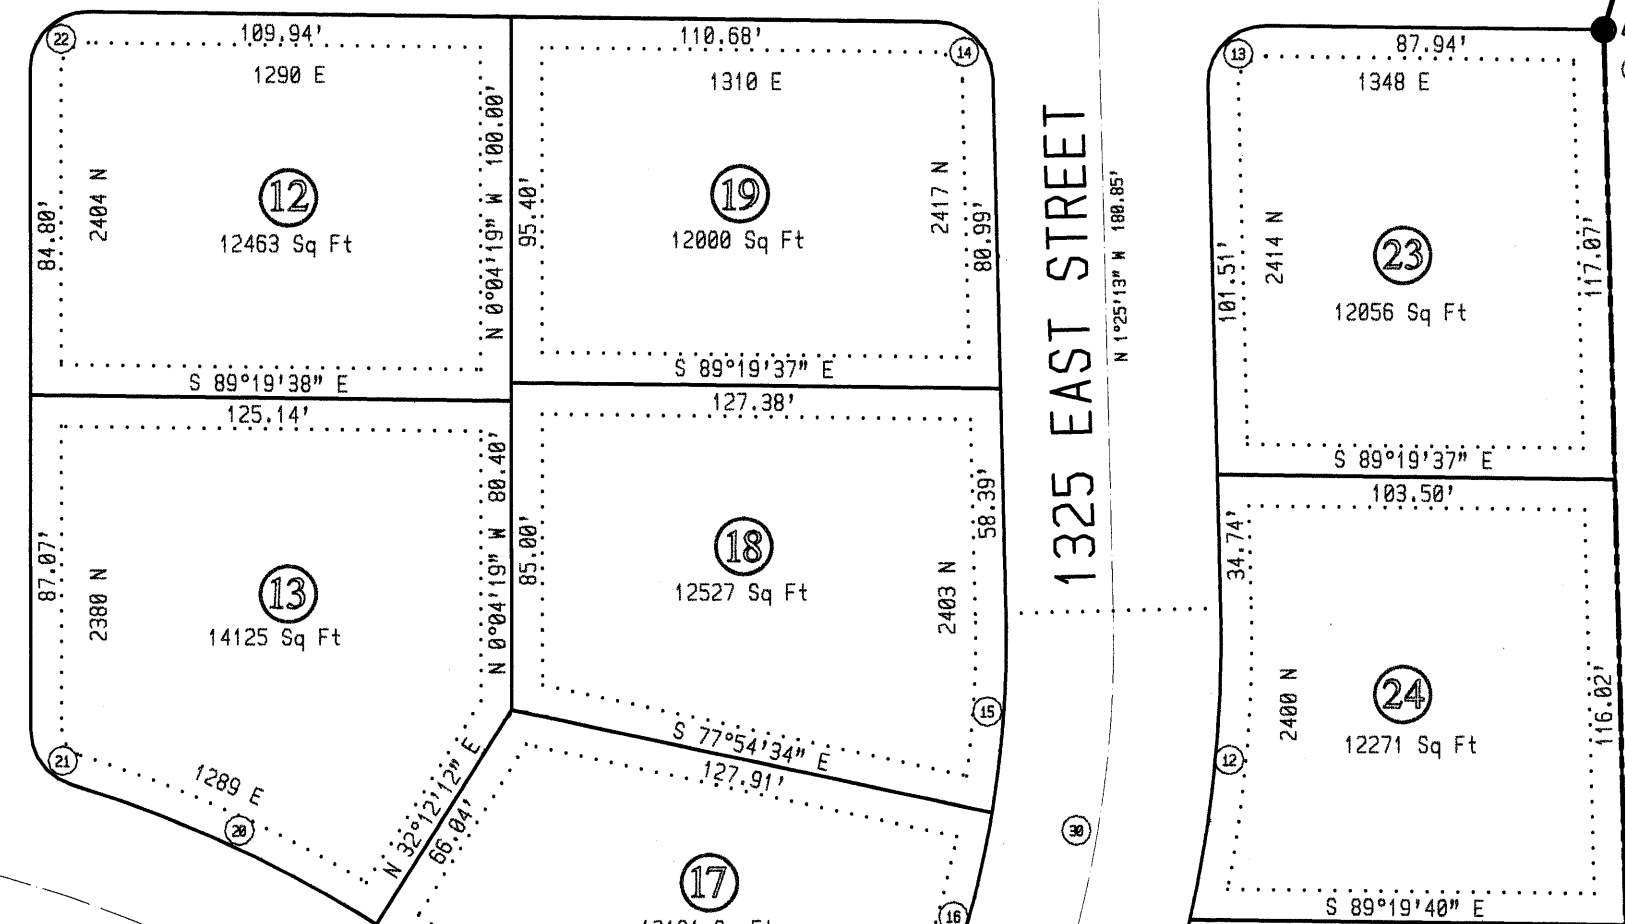 22
109.94'
1290 E
2404 N
84.80'
12
12463 Sq Ft
N 0°04'19" W 100.00'
S 89°19'38" E
125.14'
110.68'
14
1310 E
95.40'
19
12000 Sq Ft
2417 N
80.99'
S 89°19'37" E
127.38'
1325 EAST STREET
N 1°25'13" W 180.85'
13
87.94'
1348 E
101.51'
2414 N
23
12056 Sq Ft
117.07'
S 89°19'37" E
103.50'
87.07'
2380 N
13
14125 Sq Ft
N 0°04'19" W 80.40'
21
1289 E
20
N 32°12'12" E
66.04'
85.00'
18
12527 Sq Ft
58.39'
2403 N
15
S 77°54'34" E
127.91'
17
16
30
34.74'
12
2400 N
24
12271 Sq Ft
116.02'
S 89°19'40" E